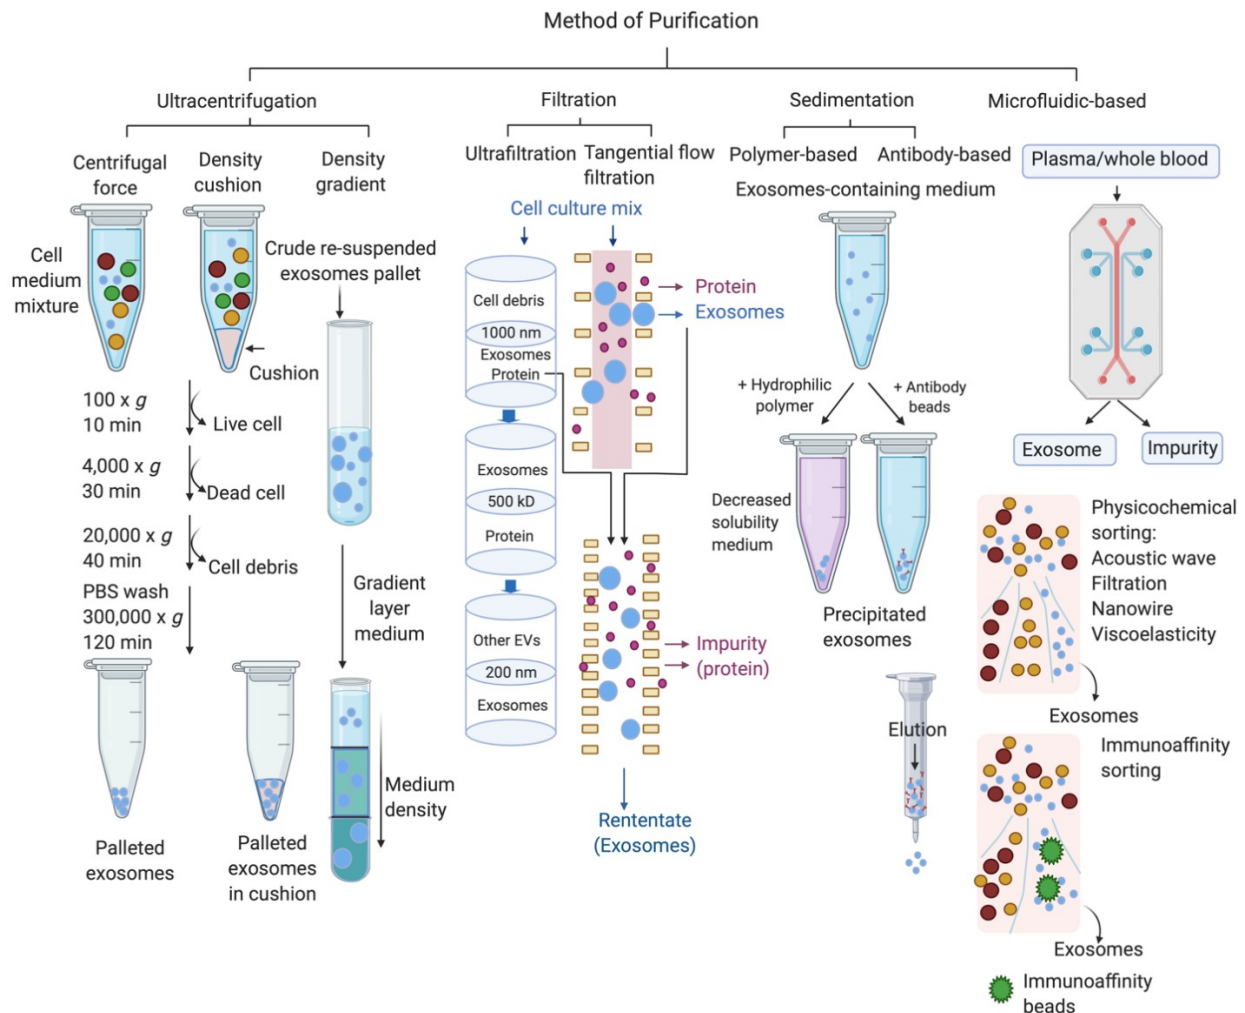 Method of Purification
Ultracentrifugation
Filtration
Sedimentation
Microfluidic-based
Centrifugal
force
Density
cushion
Density
gradient
Ultrafiltration
Tangential flow
filtration
Polymer-based
Antibody-based
Plasma/whole blood
Cell
medium
mixture
Cushion
100 x g
10 min
Live cell
4,000 x g
30 min
Dead cell
20,000 x g
40 min
Cell debris
PBS wash
300,000 x g
120 min
Palleted
exosomes
Palleted
exosomes
in cushion
Crude re-suspended
exosomes pallet
Gradient
layer
medium
Medium
density
Cell culture mix
Cell debris
1000 nm
Exosomes
Protein
Exosomes
500 kD
Protein
Other EVs
200 nm
Exosomes
Protein
Exosomes
Impurity
(protein)
Rententate
(Exosomes)
Exosomes-containing medium
+ Hydrophilic
polymer
+ Antibody
beads
Decreased
solubility
medium
Precipitated
exosomes
Elution
Exosome
Impurity
Physicochemical
sorting:
Acoustic wave
Filtration
Nanowire
Viscoelasticity
Exosomes
Immunoaffinity
sorting
Exosomes
Immunoaffinity
beads